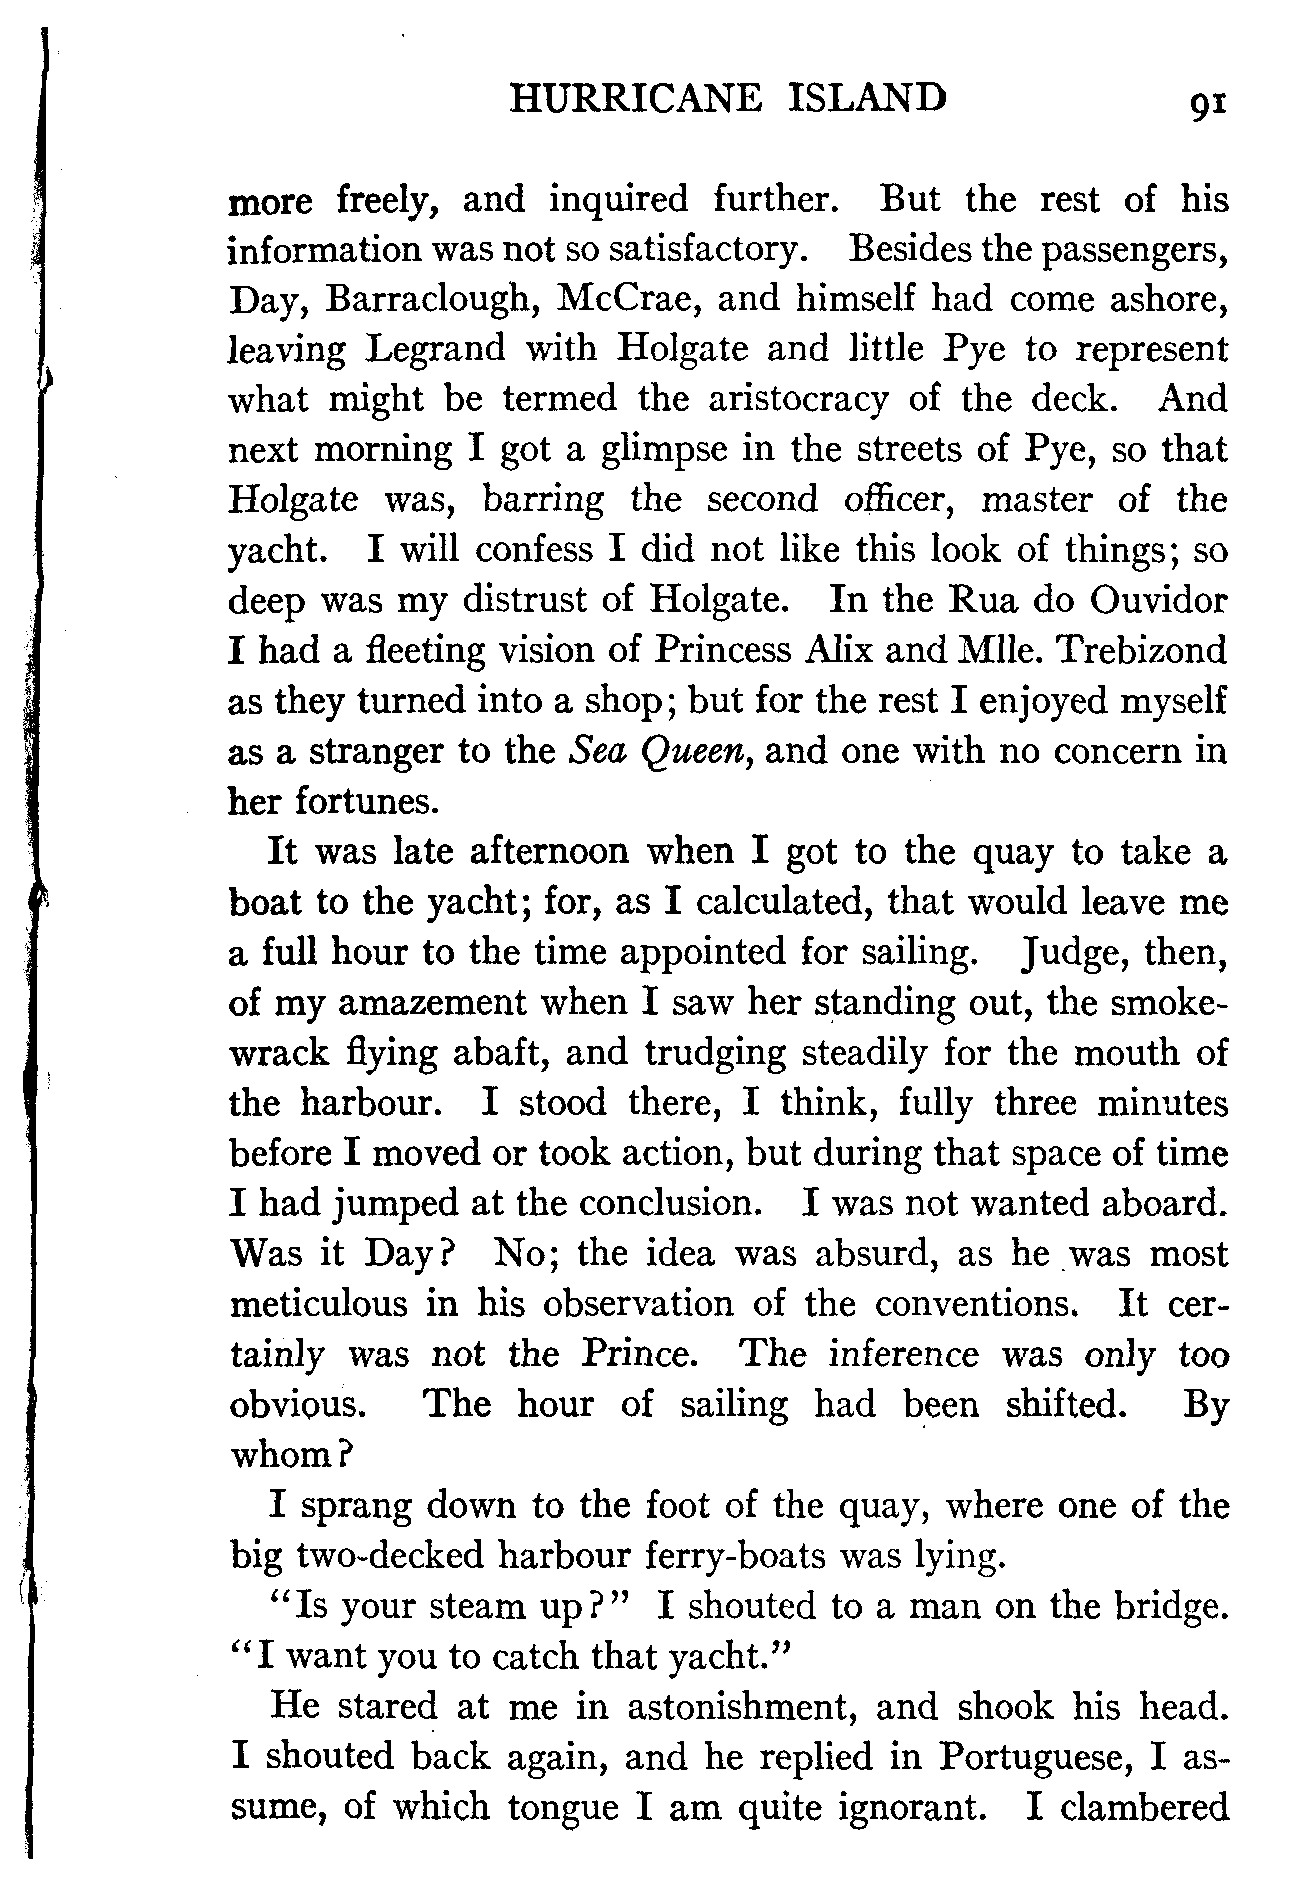 HURRICANE ISLAND 91
more freely, and inquired further. But the rest of his
information was not so satisfactory. Besides the passengers,
Day, Barraclough, McCrae, and himself had come ashore,
leaving Legrand with Holgate and little Pye to represent
what might be termed the aristocracy of the deck. And
next morning I got a glimpse in the streets of Pye, so that
Holgate was, barring the second officer, master of the
yacht. I will confess I did not like this look of things; so
deep was my distrust of Holgate. In the Rua do Ouvidor
I had a fleeting vision of Princess Alix and Mlle. Trebizond
as they turned into a shop; but for the rest I enjoyed myself
as a stranger to the Sea Queen, and one with no concern in
her fortunes.
It was late afternoon when I got to the quay to take a
boat to the yacht; for, as I calculated, that would leave me
a full hour to the time appointed for sailing. Judge, then,
of my amazement when I saw her standing out, the smoke-
wrack flying abaft, and trudging steadily for the mouth of
the harbour. I stood there, I think, fully three minutes
before I moved or took action, but during that space of time
I had jumped at the conclusion. I was not wanted aboard.
Was it Day? No; the idea was absurd, as he was most
meticulous in his observation of the conventions. It cer-
tainly was not the Prince. The inference was only too
obvious. The hour of sailing had been shifted. By
whom?
I sprang down to the foot of the quay, where one of the
big two-decked harbour ferry-boats was lying.
"Is your steam up?" I shouted to a man on the bridge.
"I want you to catch that yacht."
He stared at me in astonishment, and shook his head.
I shouted back again, and he replied in Portuguese, I as-
sume, of which tongue I am quite ignorant. I clambered